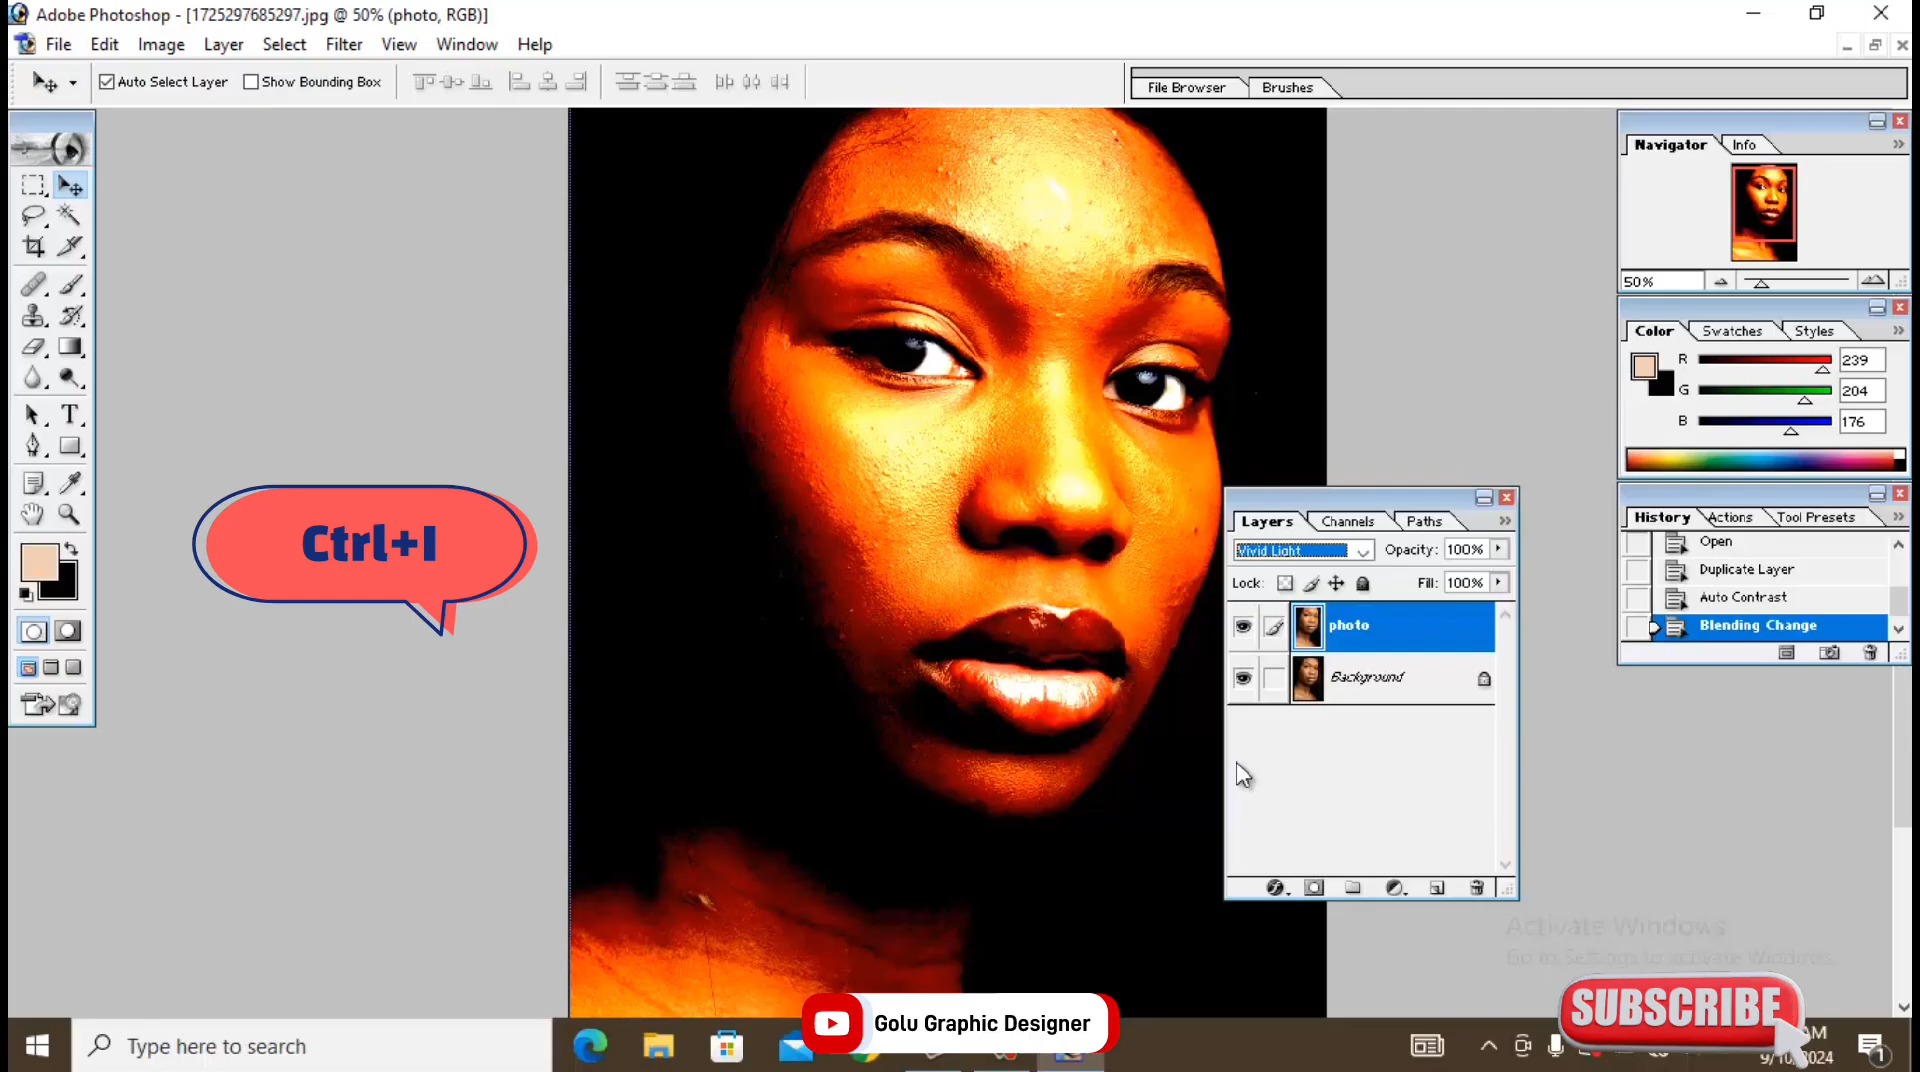 Adobe Photoshop - [1725297685297.jpg @ 50% (photo, RGB)]
File Edit Image Layer Select Filter View Window Help
Auto Select Layer Show Bounding Box
File Browser Brushes
Navigator Info
50%
Color Swatches Styles
R 239
G 204
B 176
Ctrl+I
Layers Channels Paths
Vivid Light Opacity: 100%
Lock: Fill: 100%
photo
Background
History Actions Tool Presets
Open
Duplicate Layer
Auto Contrast
Blending Change
T
Activate Windows
Go to Settings to activate Windows.
SUBSCRIBE
Golu Graphic Designer
Type here to search
AM
9/10/2024
1